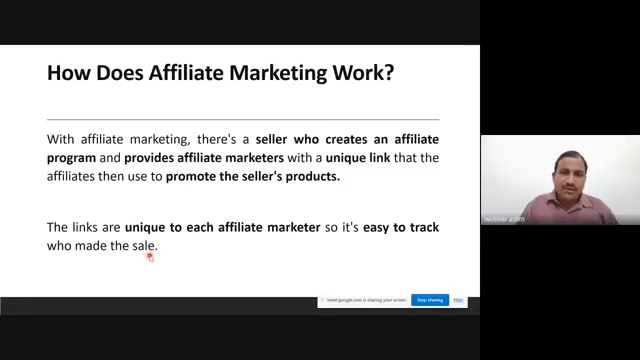 How Does Affiliate Marketing Work?
With affiliate marketing, there's a seller who creates an affiliate
program and provides affiliate marketers with a unique link that the
affiliates then use to promote the seller's products.
The links are unique to each affiliate marketer so it's easy to track
who made the sale.
webinar
meet.google.com is sharing your screen.
Stop sharing
Hide